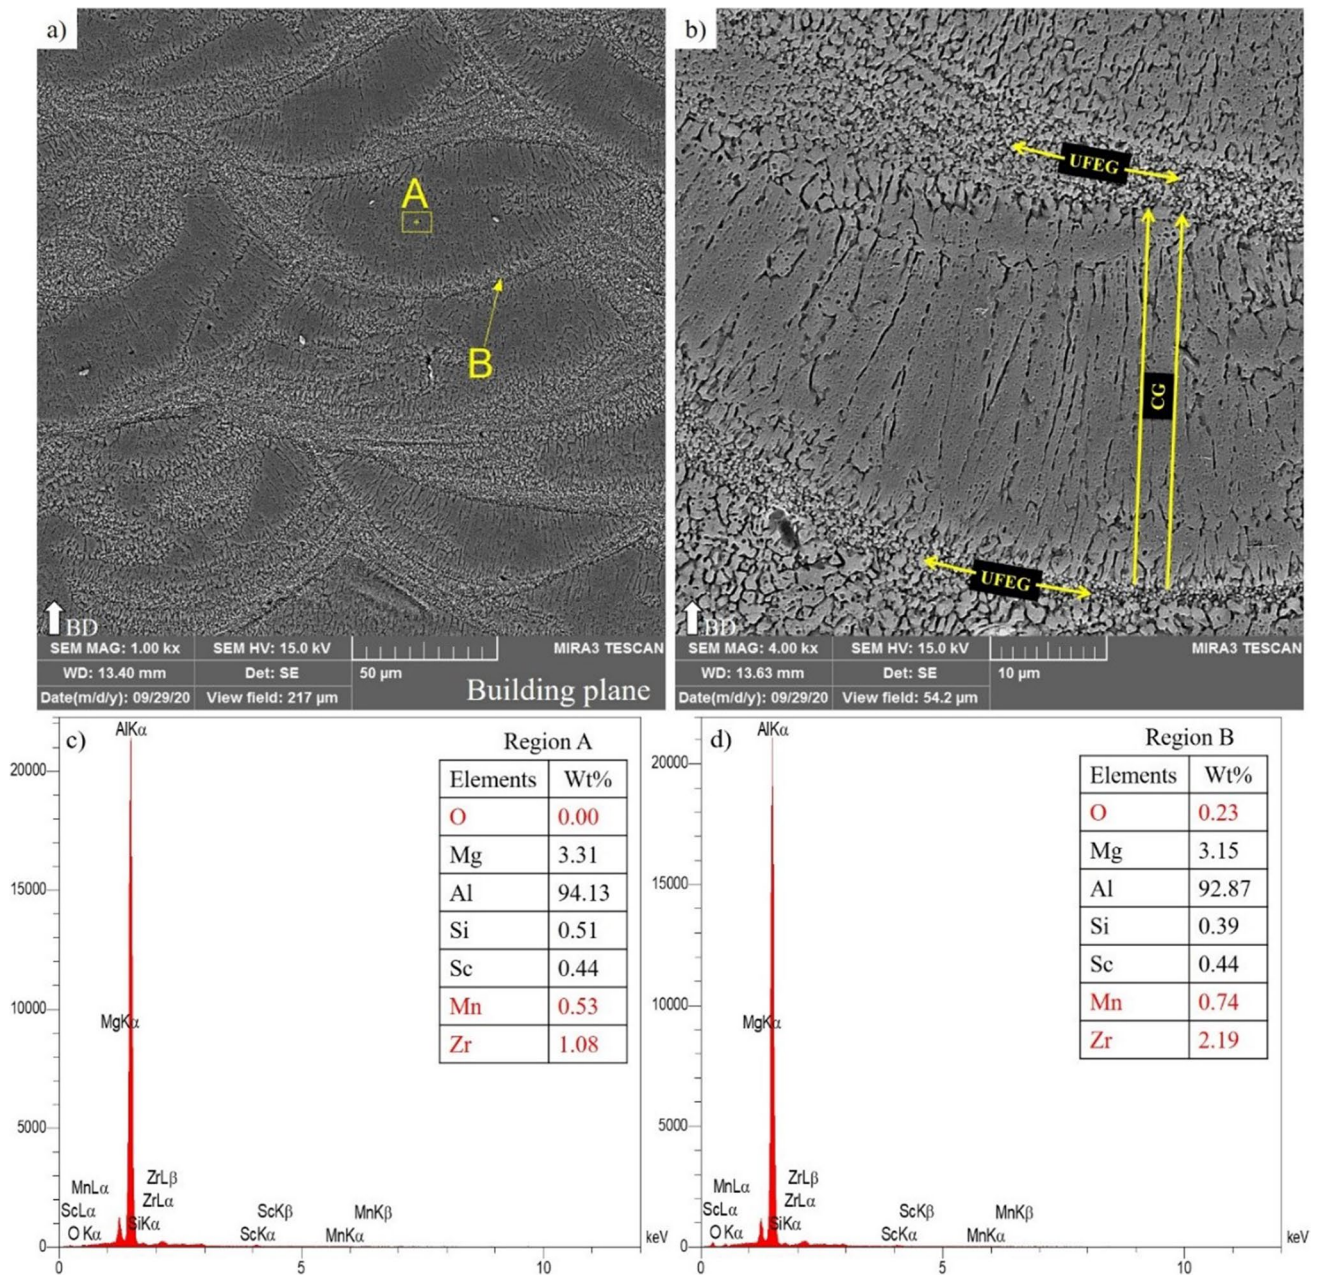 a)
A
B
BD
SEM MAG: 1.00 kx SEM HV: 15.0 kV MIRA3 TESCAN
WD: 13.40 mm Det: SE 50 µm
Date(m/d/y): 09/29/20 View field: 217 µm Building plane
b)
UFEG
CG
UFEG
BD
SEM MAG: 4.00 kx SEM HV: 15.0 kV MIRA3 TESCAN
WD: 13.63 mm Det: SE 10 µm
Date(m/d/y): 09/29/20 View field: 54.2 µm
c)
AlKα
Region A
Elements Wt%
O 0.00
Mg 3.31
Al 94.13
Si 0.51
Sc 0.44
Mn 0.53
Zr 1.08
20000
15000
10000
5000
0
MgKα
MnLα
ScLα
O Kα
ZrLβ
ZrLα
SiKα
ScKβ
ScKα
MnKβ
MnKα
keV
0 5 10
d)
AlKα
Region B
Elements Wt%
O 0.23
Mg 3.15
Al 92.87
Si 0.39
Sc 0.44
Mn 0.74
Zr 2.19
20000
15000
10000
5000
0
MgKα
MnLα
ScLα
O Kα
ZrLβ
ZrLα
SiKα
ScKβ
ScKα
MnKβ
MnKα
keV
0 5 10